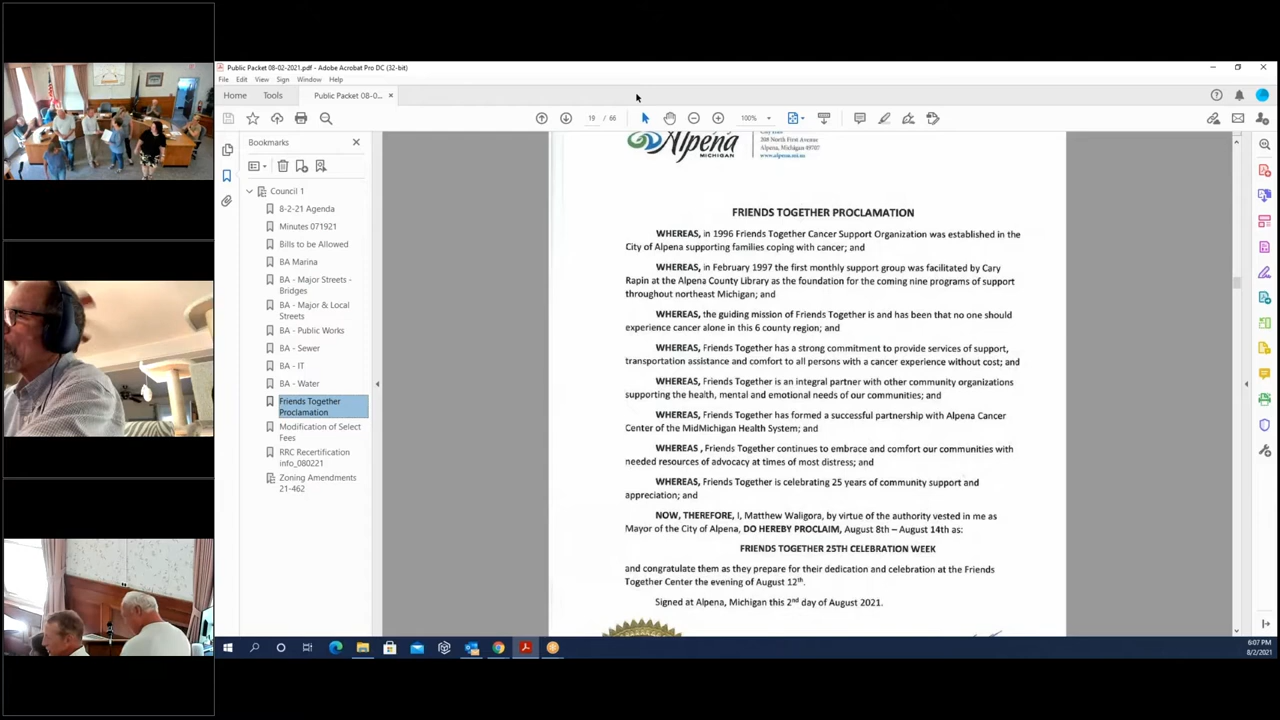 Public Packet 08-02-2021.pdf - Adobe Acrobat Pro DC (32-bit)
File Edit View Sign Window Help
Home Tools Public Packet 08-0... ×
19 / 66 100%
Bookmarks
Council 1
8-2-21 Agenda
Minutes 071921
Bills to be Allowed
BA Marina
BA - Major Streets -
Bridges
BA - Major & Local
Streets
BA - Public Works
BA - Sewer
BA - IT
BA - Water
Friends Together
Proclamation
Modification of Select
Fees
RRC Recertification
info_080221
Zoning Amendments
21-462
Alpena
MICHIGAN
City Hall
208 North First Avenue
Alpena, Michigan 49707
www.alpena.mi.us
FRIENDS TOGETHER PROCLAMATION
WHEREAS, in 1996 Friends Together Cancer Support Organization was established in the
City of Alpena supporting families coping with cancer; and
WHEREAS, in February 1997 the first monthly support group was facilitated by Cary
Rapin at the Alpena County Library as the foundation for the coming nine programs of support
throughout northeast Michigan; and
WHEREAS, the guiding mission of Friends Together is and has been that no one should
experience cancer alone in this 6 county region; and
WHEREAS, Friends Together has a strong commitment to provide services of support,
transportation assistance and comfort to all persons with a cancer experience without cost; and
WHEREAS, Friends Together is an integral partner with other community organizations
supporting the health, mental and emotional needs of our communities; and
WHEREAS, Friends Together has formed a successful partnership with Alpena Cancer
Center of the MidMichigan Health System; and
WHEREAS , Friends Together continues to embrace and comfort our communities with
needed resources of advocacy at times of most distress; and
WHEREAS, Friends Together is celebrating 25 years of community support and
appreciation; and
NOW, THEREFORE, I, Matthew Waligora, by virtue of the authority vested in me as
Mayor of the City of Alpena, DO HEREBY PROCLAIM, August 8th – August 14th as:
FRIENDS TOGETHER 25TH CELEBRATION WEEK
and congratulate them as they prepare for their dedication and celebration at the Friends
Together Center the evening of August 12th.
Signed at Alpena, Michigan this 2nd day of August 2021.
6:07 PM
8/2/2021